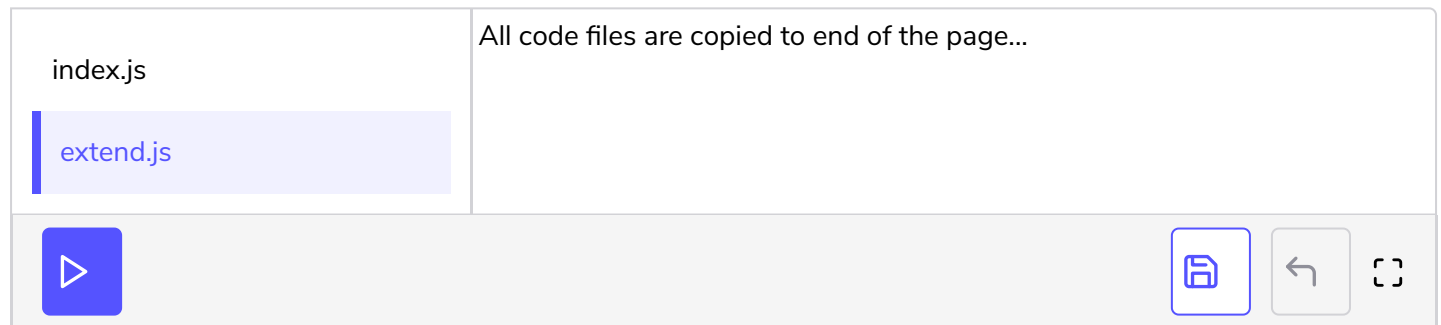 index.js
extend.js
All code files are copied to end of the page...